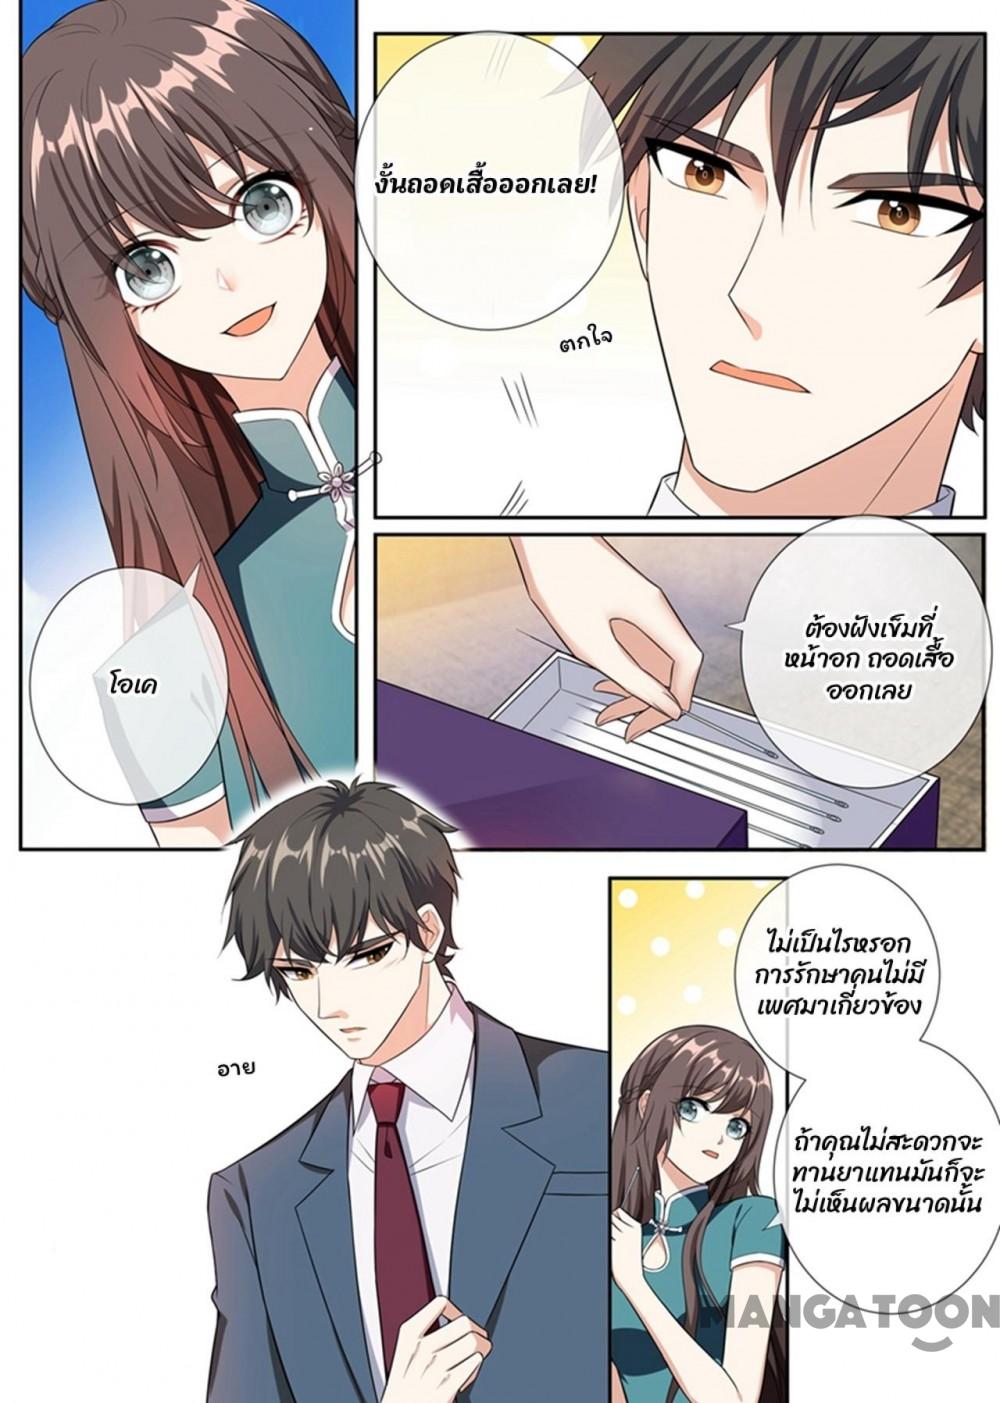 งั้นถอดเสื้อออกเลย!
ตกใจ
โอเค
ต้องฝังเข็มที่
หน้าอก ถอดเสื้อ
ออกเลย
ไม่เป็นไรหรอก
การรักษาคนไม่มี
เพศมาเกี่ยวข้อง
อาย
ถ้าคุณไม่สะดวกจะ
ทานยาแทนมันก็จะ
ไม่เห็นผลขนาดนั้น
MANGATOON